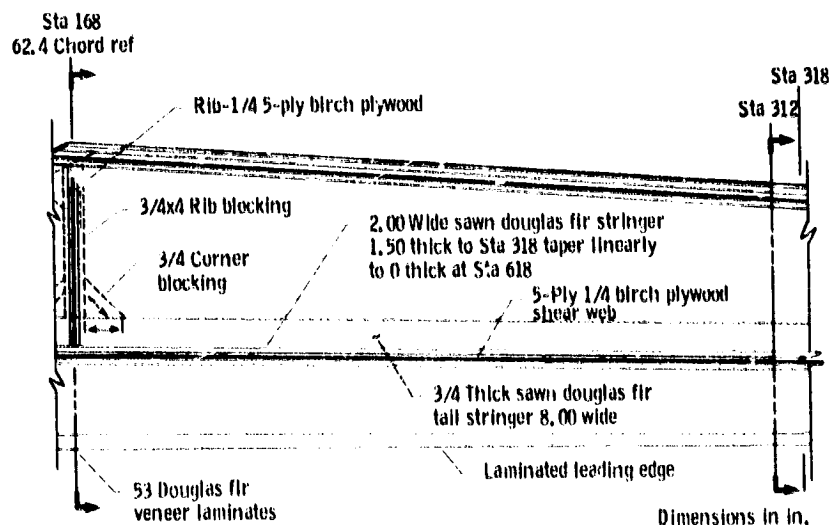 Sta 168
62.4 Chord ref
Sta 318
Sta 312
Rib-1/4 5-ply birch plywood
3/4x4 Rib blocking
2.00 Wide sawn douglas fir stringer
1.50 thick to Sta 318 taper linearly
to 0 thick at Sta 618
3/4 Corner
blocking
5-Ply 1/4 birch plywood
shear web
3/4 Thick sawn douglas fir
tail stringer 8.00 wide
Laminated leading edge
53 Douglas fir
veneer laminates
Dimensions in in.